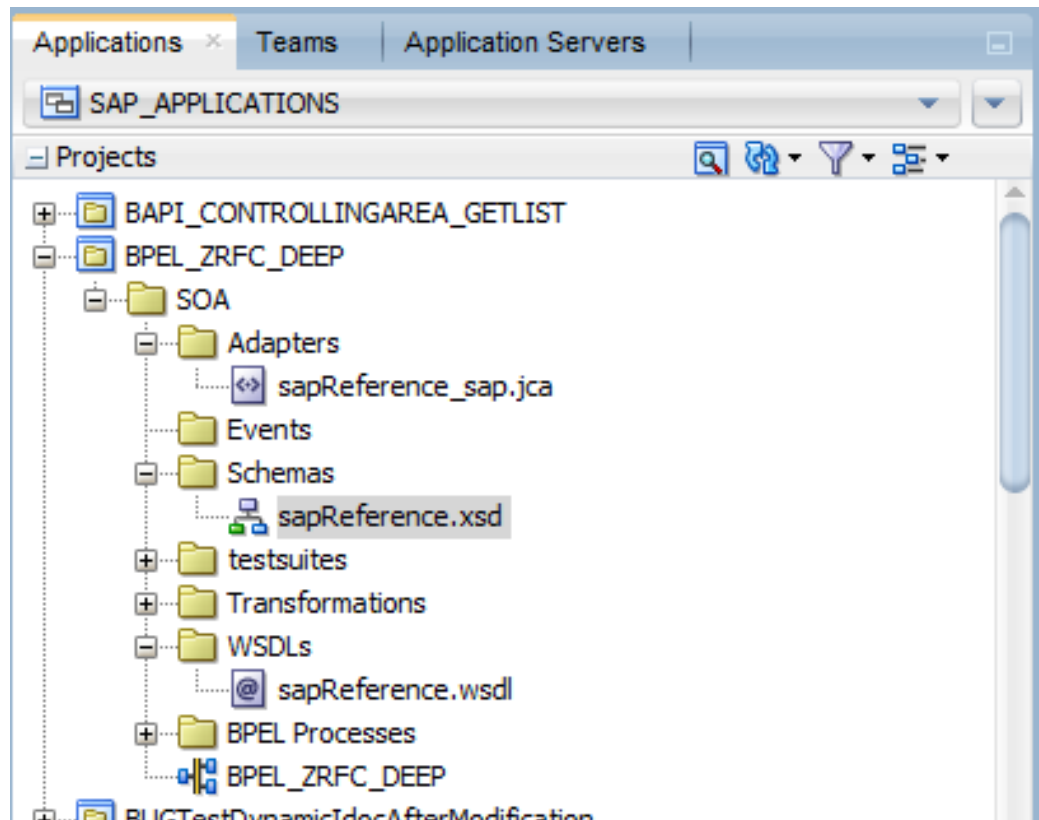 Applications Teams Application Servers
SAP_APPLICATIONS
Projects
BAPI_CONTROLLINGAREA_GETLIST
BPEL_ZRFC_DEEP
SOA
Adapters
sapReference_sap.jca
Events
Schemas
sapReference.xsd
testsuites
Transformations
WSDLs
sapReference.wsdl
BPEL Processes
BPEL_ZRFC_DEEP
BUGTestDynamicIdocAfterModification